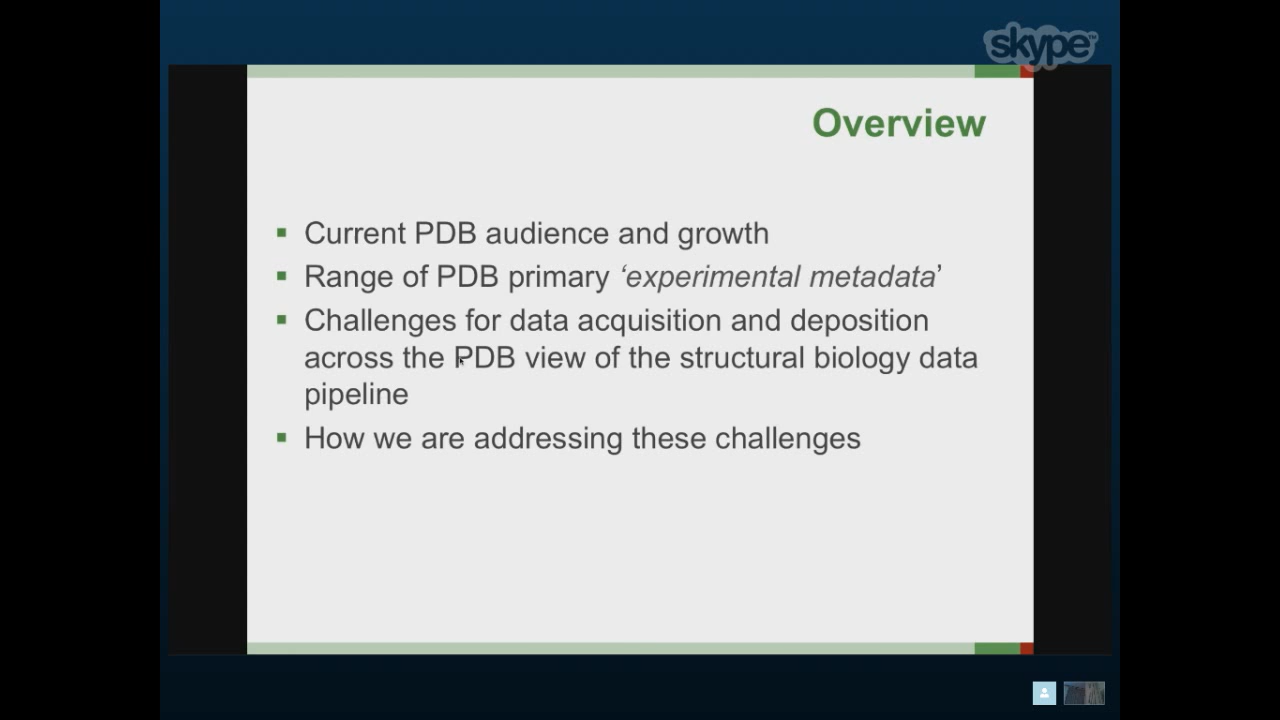 skype™
Overview
▪ Current PDB audience and growth
▪ Range of PDB primary ‘experimental metadata’
▪ Challenges for data acquisition and deposition
across the PDB view of the structural biology data
pipeline
▪ How we are addressing these challenges